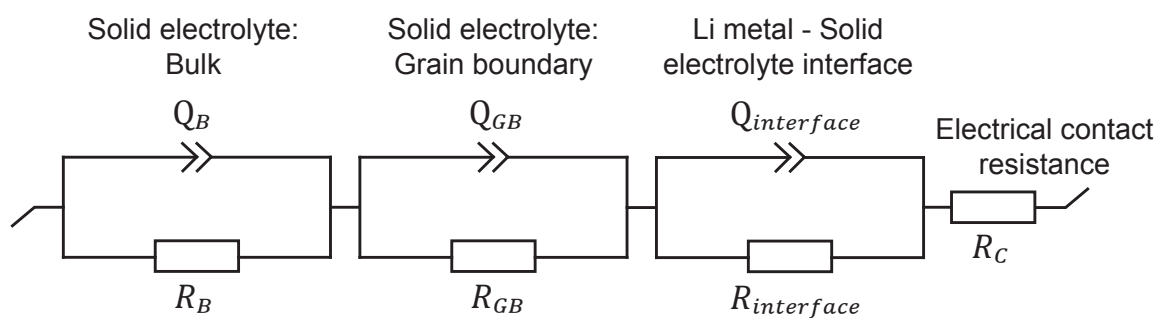 Solid electrolyte:
Bulk
Solid electrolyte:
Grain boundary
Li metal - Solid
electrolyte interface
Q_B
Q_GB
Q_interface
Electrical contact
resistance
R_B
R_GB
R_interface
R_C